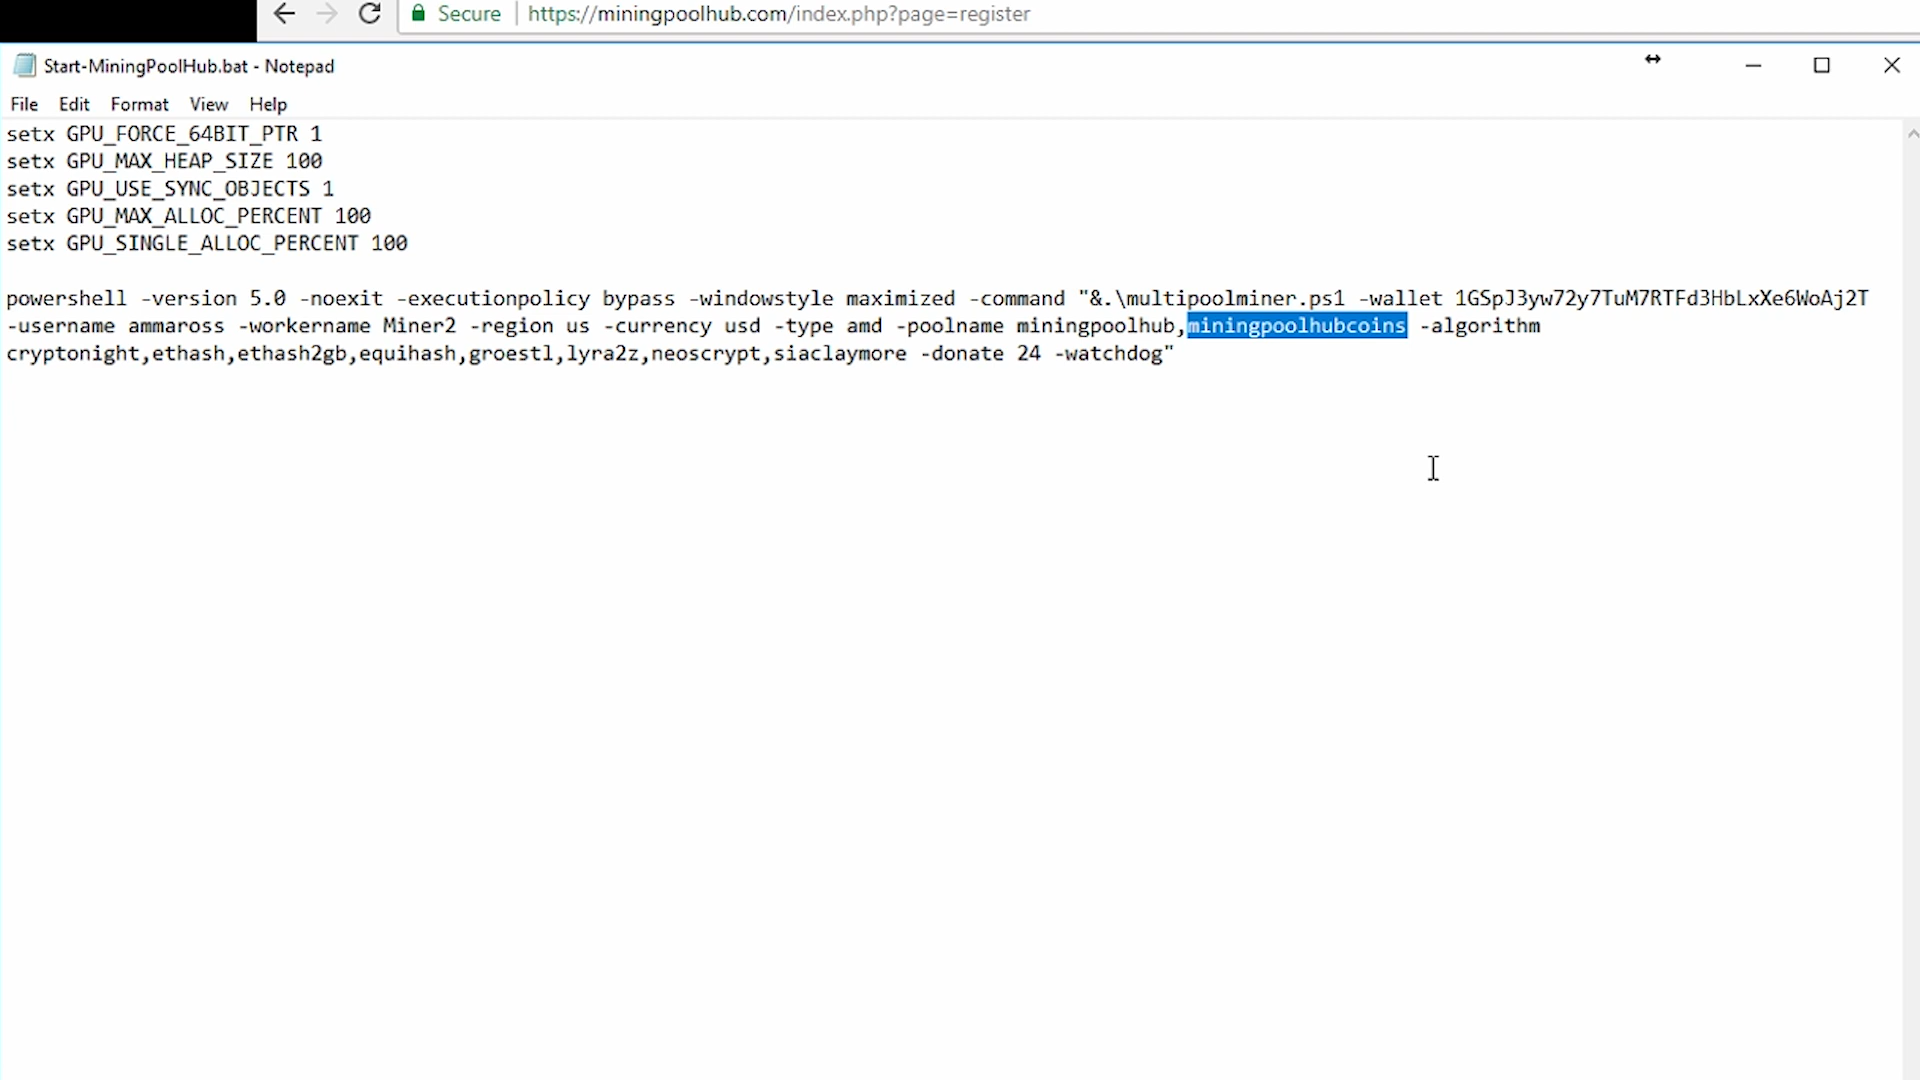 Secure https://miningpoolhub.com/index.php?page=register
Start-MiningPoolHub.bat - Notepad
File Edit Format View Help
setx GPU_FORCE_64BIT_PTR 1
setx GPU_MAX_HEAP_SIZE 100
setx GPU_USE_SYNC_OBJECTS 1
setx GPU_MAX_ALLOC_PERCENT 100
setx GPU_SINGLE_ALLOC_PERCENT 100
powershell -version 5.0 -noexit -executionpolicy bypass -windowstyle maximized -command "&.\multipoolminer.ps1 -wallet 1GSpJ3yw72y7TuM7RTFd3HbLxXe6WoAj2T
-username ammaross -workername Miner2 -region us -currency usd -type amd -poolname miningpoolhub,miningpoolhubcoins -algorithm
cryptonight,ethash,ethash2gb,equihash,groestl,lyra2z,neoscrypt,siaclaymore -donate 24 -watchdog"